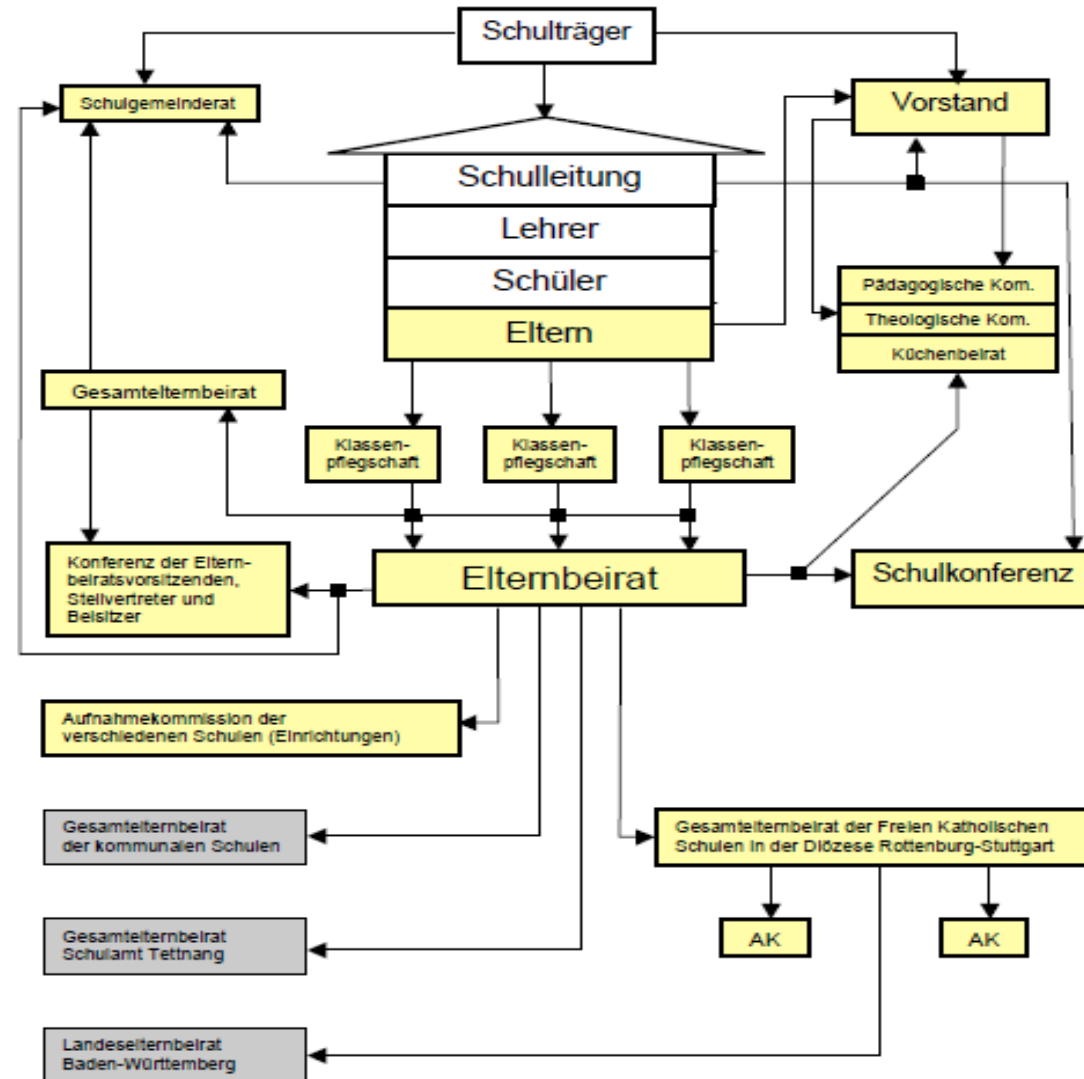 Schulträger
Schulgemeinderat
Vorstand
Schulleitung
Lehrer
Schüler
Eltern
Pädagogische Kom.
Theologische Kom.
Küchenbeirat
Gesamtelternbeirat
Klassen-
pflegschaft
Klassen-
pflegschaft
Klassen-
pflegschaft
Konferenz der Eltern-
beiratsvorsitzenden,
Stellvertreter und
Beisitzer
Elternbeirat
Schulkonferenz
Aufnahmekommission der
verschiedenen Schulen (Einrichtungen)
Gesamtelternbeirat
der kommunalen Schulen
Gesamtelternbeirat der Freien Katholischen
Schulen in der Diözese Rottenburg-Stuttgart
Gesamtelternbeirat
Schulamt Tettnang
AK
AK
Landeselternbeirat
Baden-Württemberg